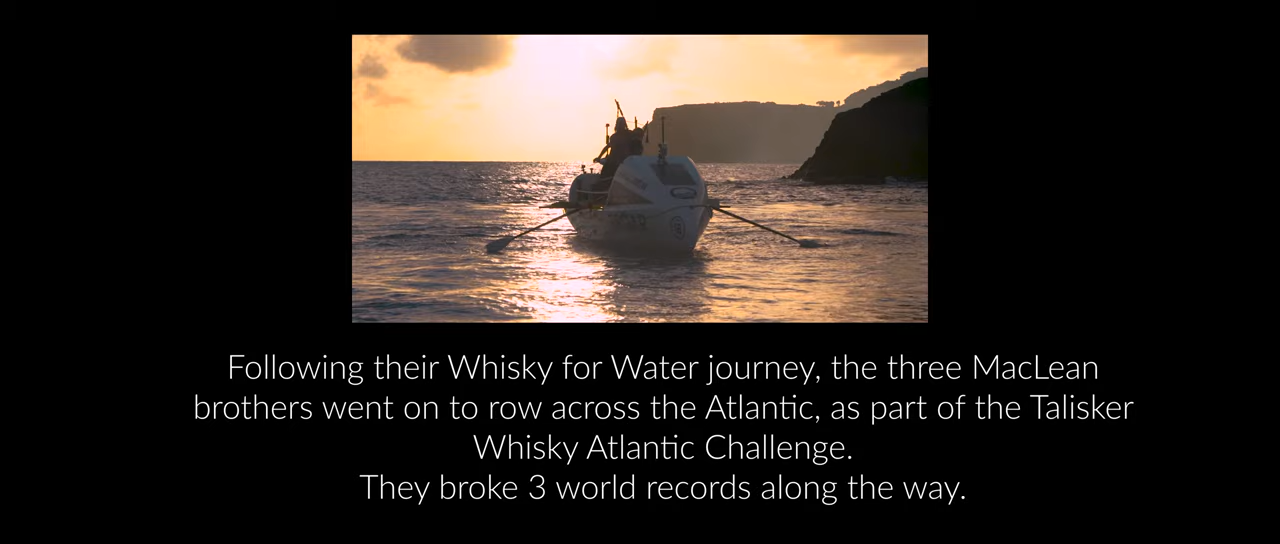 Following their Whisky for Water journey, the three MacLean
brothers went on to row across the Atlantic, as part of the Talisker
Whisky Atlantic Challenge.
They broke 3 world records along the way.